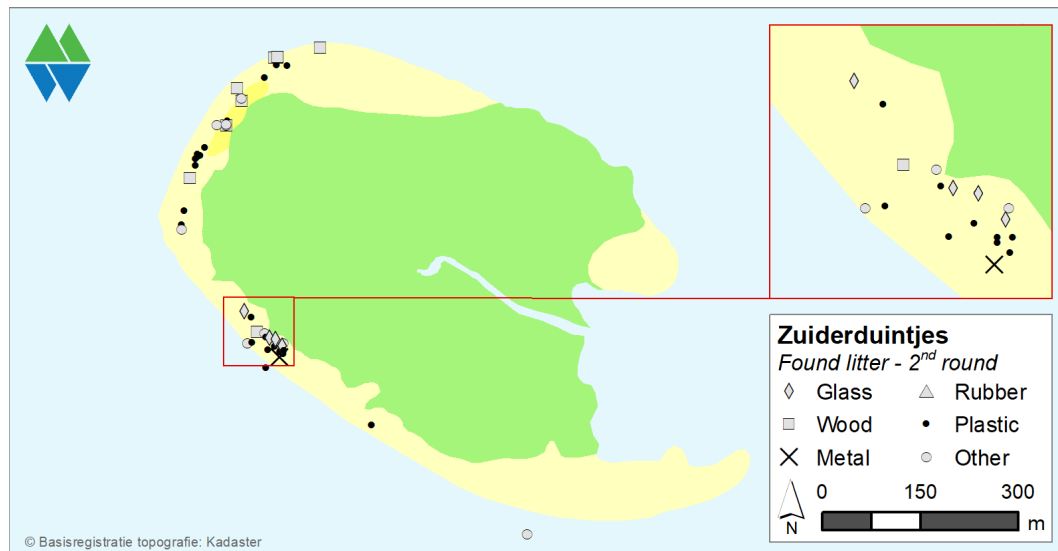 Zuiderduintjes
Found litter - 2nd round
Glass Rubber
Wood Plastic
Metal Other
0 150 300
m
N
© Basisregistratie topografie: Kadaster